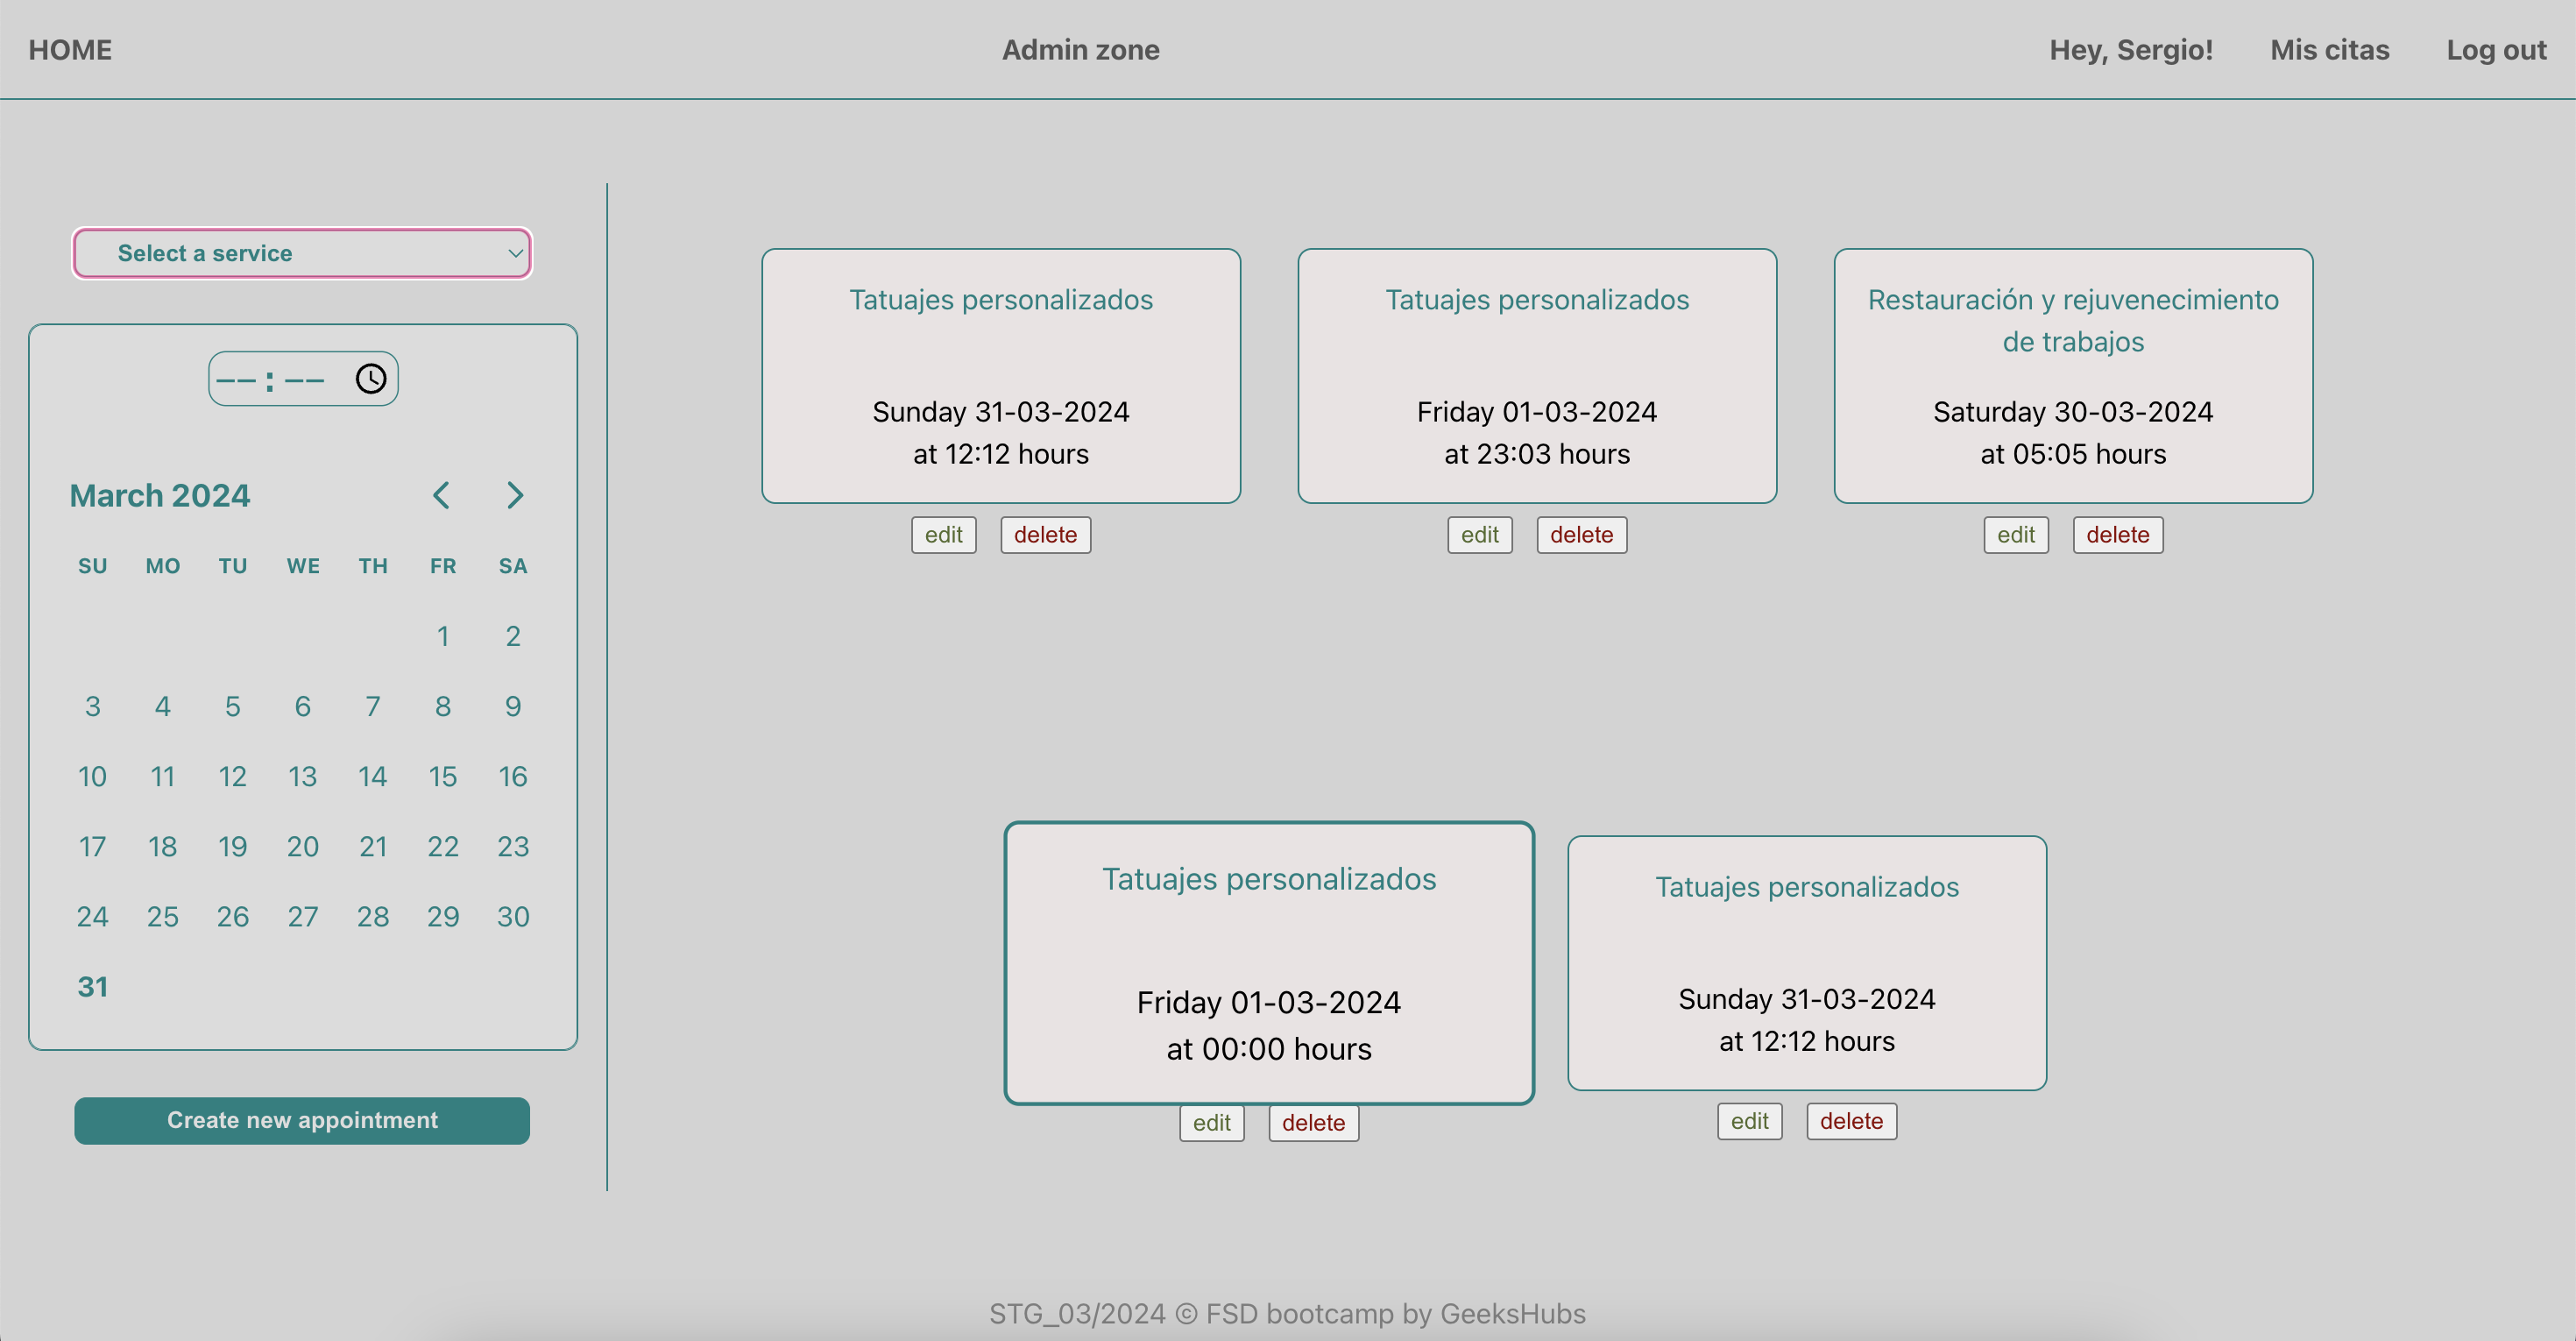 HOME
Admin zone
Hey, Sergio!
Mis citas
Log out
Select a service
--:--
March 2024
SU MO TU WE TH FR SA
1 2
3 4 5 6 7 8 9
10 11 12 13 14 15 16
17 18 19 20 21 22 23
24 25 26 27 28 29 30
31
Create new appointment
Tatuajes personalizados
Sunday 31-03-2024
at 12:12 hours
edit delete
Tatuajes personalizados
Friday 01-03-2024
at 23:03 hours
edit delete
Restauración y rejuvenecimiento
de trabajos
Saturday 30-03-2024
at 05:05 hours
edit delete
Tatuajes personalizados
Friday 01-03-2024
at 00:00 hours
edit delete
Tatuajes personalizados
Sunday 31-03-2024
at 12:12 hours
edit delete
STG_03/2024 © FSD bootcamp by GeeksHubs